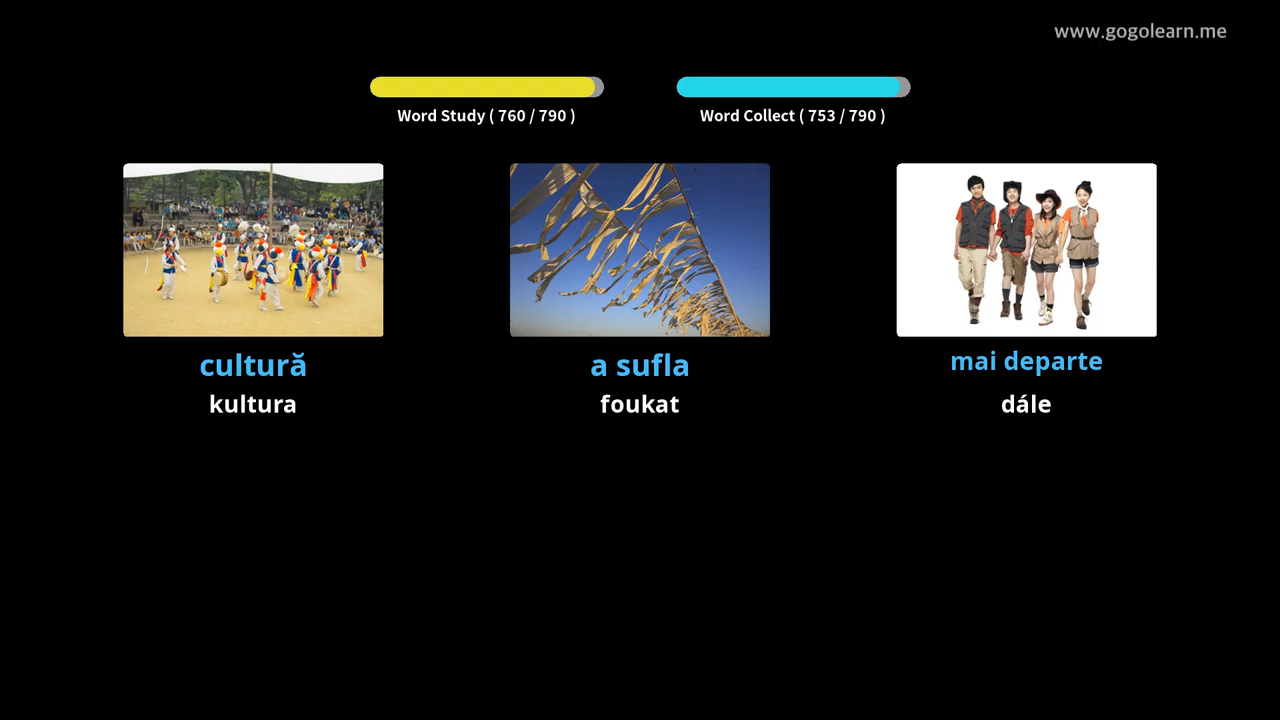 www.gogolearn.me
Word Study ( 760 / 790 )
Word Collect ( 753 / 790 )
cultură
a sufla
mai departe
kultura
foukat
dále